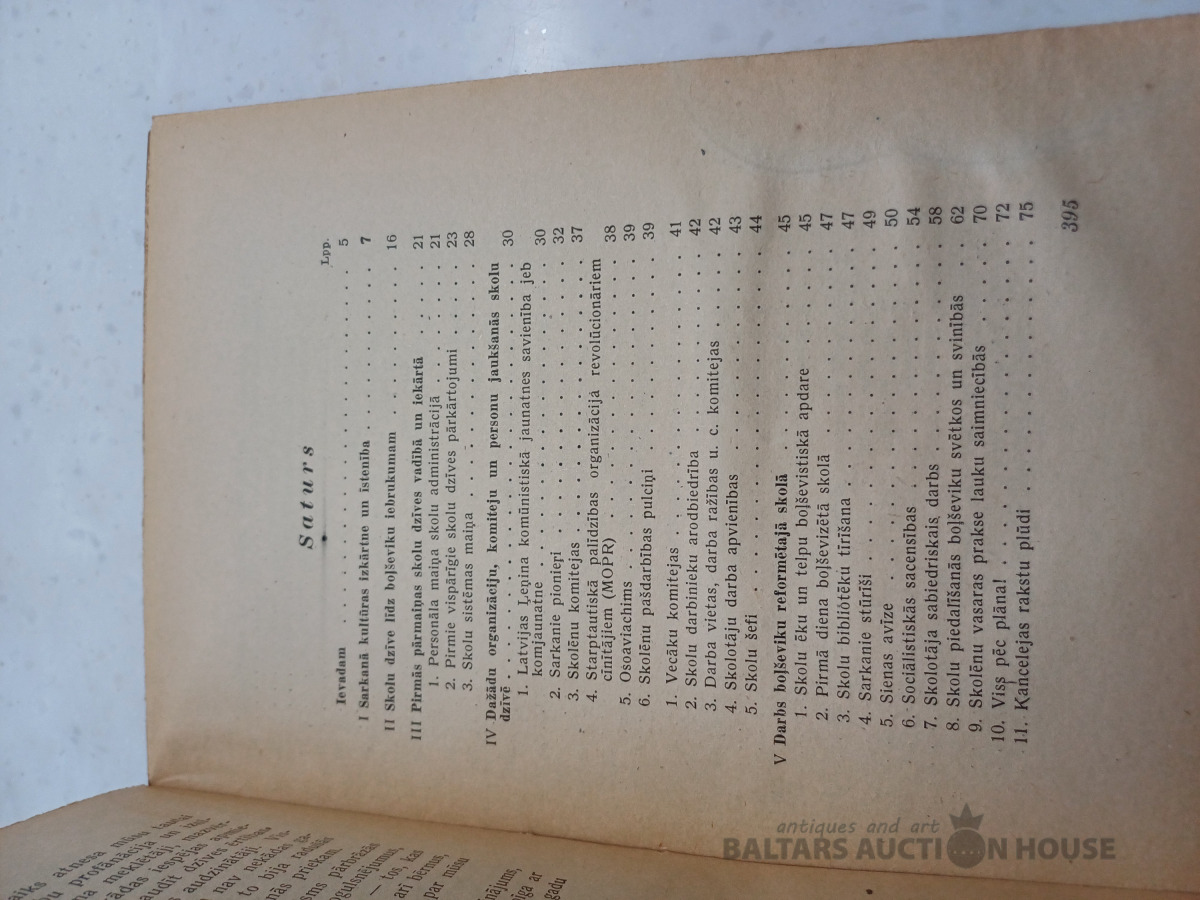 Saturs
Lpp.
Ievadam . . . . . . . . . . . . . . . . . . 5
I Sarkanā kultūras izkārtne un īstenība . . . . . . 7
II Skolu dzīve līdz boļševiku iebrukumam . . . . . . 16
III Pirmās pārmaiņas skolu dzīves vadībā un iekārtā . . . . 21
1. Personāla maiņa skolu administrācijā . . . . . . 21
2. Pirmie vispārīgie skolu dzīves pārkārtojumi . . . . 23
3. Skolu sistēmas maiņa . . . . . . . . . . 28
IV Dažādu organizāciju, komiteju un personu jaukšanās skolu
dzīvē . . . . . . . . . . . . . . . . . . 30
1. Latvijas Ļeņina komūnistiskā jaunatnes savienība jeb
komjaunatne . . . . . . . . . . . . . . 30
2. Sarkanie pionieri . . . . . . . . . . . . 32
3. Skolēnu komitejas . . . . . . . . . . . . 37
4. Starptautiskā palīdzības organizācijā revolūcionāriem
cīnītājiem (MOPR) . . . . . . . . . . . . 38
5. Osoaviachims . . . . . . . . . . . . . . 39
6. Skolēnu pašdarbības pulciņi . . . . . . . . 39
1. Vecāku komitejas . . . . . . . . . . . . 41
2. Skolu darbinieku arodbiedrība . . . . . . . . 42
3. Darba vietas, darba ražības u. c. komitejas . . . . 42
4. Skolotāju darba apvienības . . . . . . . . 43
5. Skolu šefi . . . . . . . . . . . . . . 44
V Darbs boļševiku reformētajā skolā . . . . . . . . 45
1. Skolu ēku un telpu boļševistiskā apdare . . . . . . 45
2. Pirmā diena boļševizētā skolā . . . . . . . . 47
3. Skolu bibliōtēku tīrīšana . . . . . . . . . . 47
4. Sarkanie stūrīši . . . . . . . . . . . . 49
5. Sienas avīze . . . . . . . . . . . . . . 50
6. Sociālistiskās sacensības . . . . . . . . . . 54
7. Skolotāja sabiedriskais darbs . . . . . . . . 58
8. Skolu piedalīšanās boļševiku svētkos un svinībās . . 62
9. Skolēnu vasaras prakse lauku saimniecībās . . . . 70
10. Viss pēc plāna! . . . . . . . . . . . . 72
11. Kancelejas rakstu plūdi . . . . . . . . . . 75
395
antiques and art
BALTARS AUCTION HOUSE